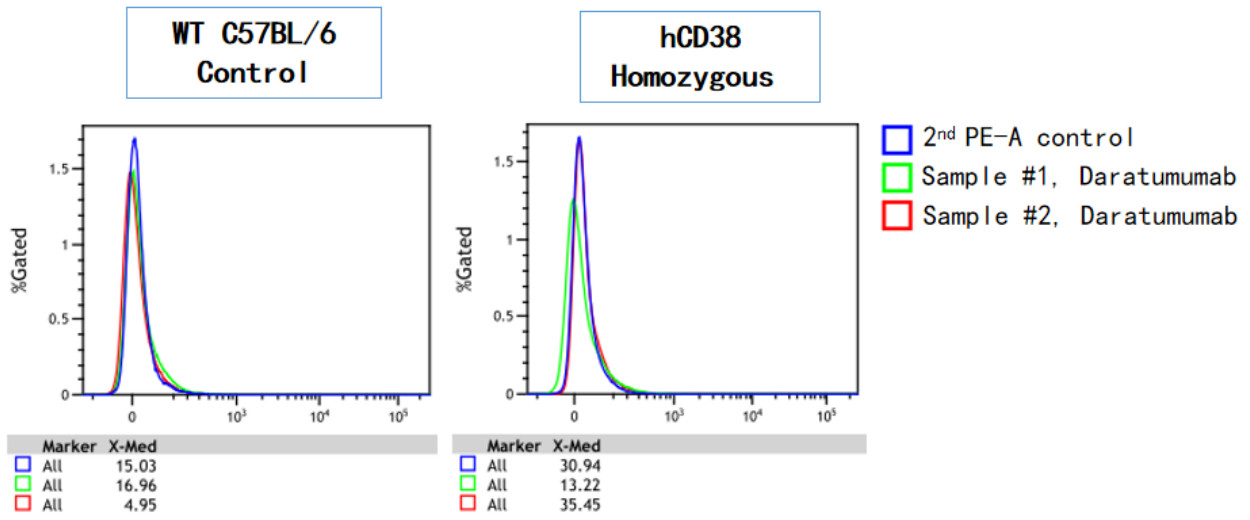 WT C57BL/6
Control
hCD38
Homozygous
2nd PE-A control
Sample #1, Daratumumab
Sample #2, Daratumumab
%Gated
1.5
1
0.5
0
0 10³ 10⁴ 10⁵
Marker X-Med
All 15.03
All 16.96
All 4.95
%Gated
1.5
1
0.5
0
0 10³ 10⁴ 10⁵
Marker X-Med
All 30.94
All 13.22
All 35.45